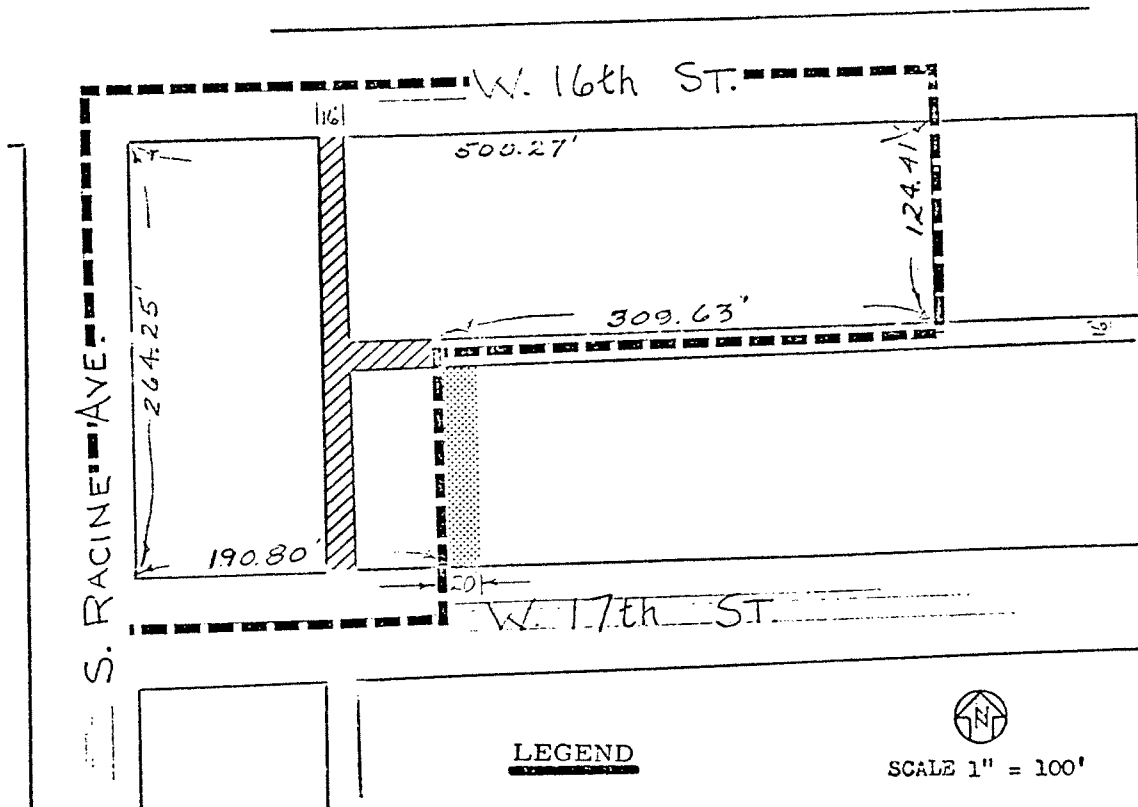 W. 16th ST.
16
500.27'
124.41'
264.25'
309.63'
16
S. RACINE AVE.
190.80'
20
W. 17th ST.
N
LEGEND
SCALE 1" = 100'